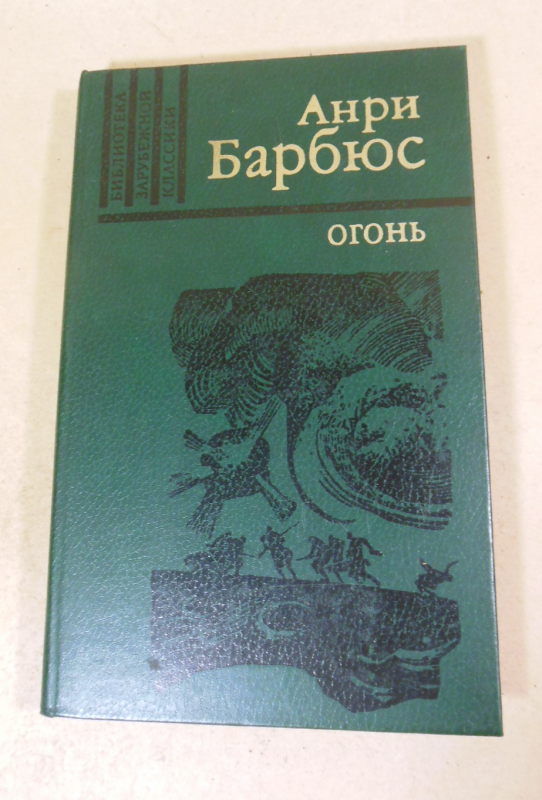 БИБЛИОТЕКА
ЗАРУБЕЖНОЙ
КЛАССИКИ
Анри
Барбюс
огонь